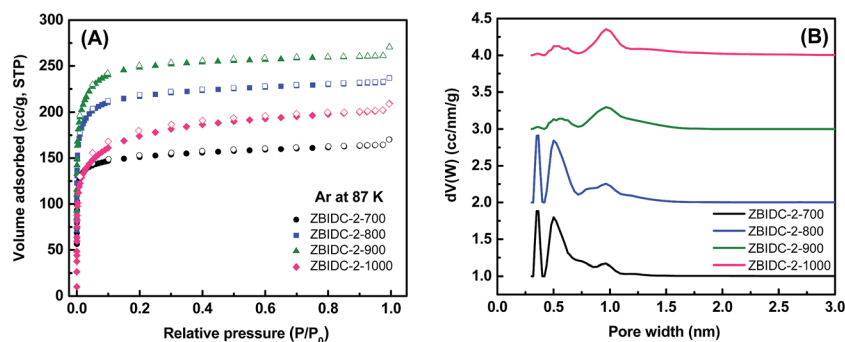 (A)
300
250
200
150
100
50
0
Volume adsorbed (cc/g, STP)
Ar at 87 K
ZBIDC-2-700
ZBIDC-2-800
ZBIDC-2-900
ZBIDC-2-1000
0.0 0.2 0.4 0.6 0.8 1.0
Relative pressure (P/P0)
(B)
4.5
4.0
3.5
3.0
2.5
2.0
1.5
1.0
dV(W) (cc/nm/g)
ZBIDC-2-700
ZBIDC-2-800
ZBIDC-2-900
ZBIDC-2-1000
0.0 0.5 1.0 1.5 2.0 2.5 3.0
Pore width (nm)